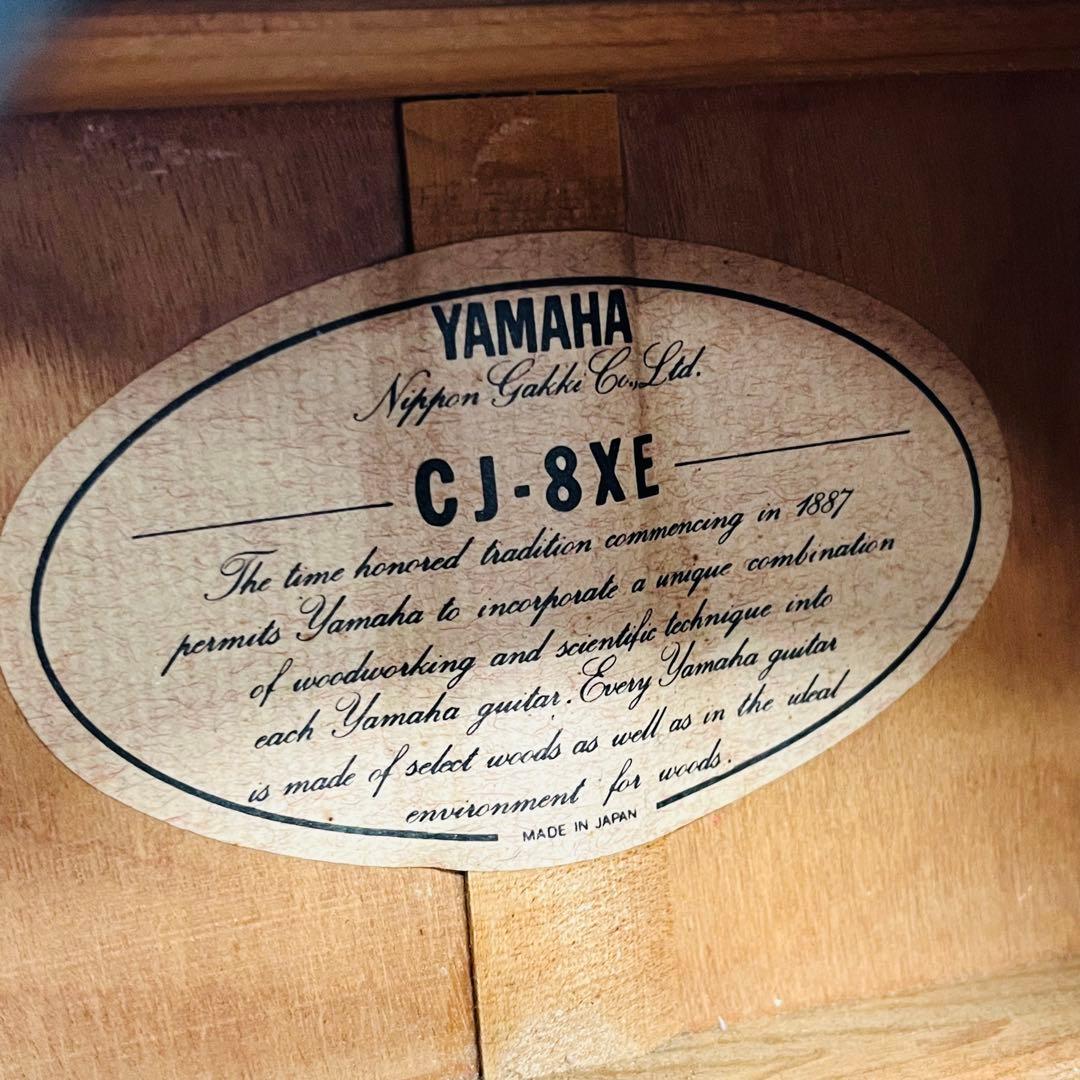 YAMAHA
Nippon Gakki Co.,Ltd.
CJ-8XE
The time honored tradition commencing in 1887
permits Yamaha to incorporate a unique combination
of woodworking and scientific technique into
each Yamaha guitar. Every Yamaha guitar
is made of select woods as well as in the ideal
environment for woods.
MADE IN JAPAN